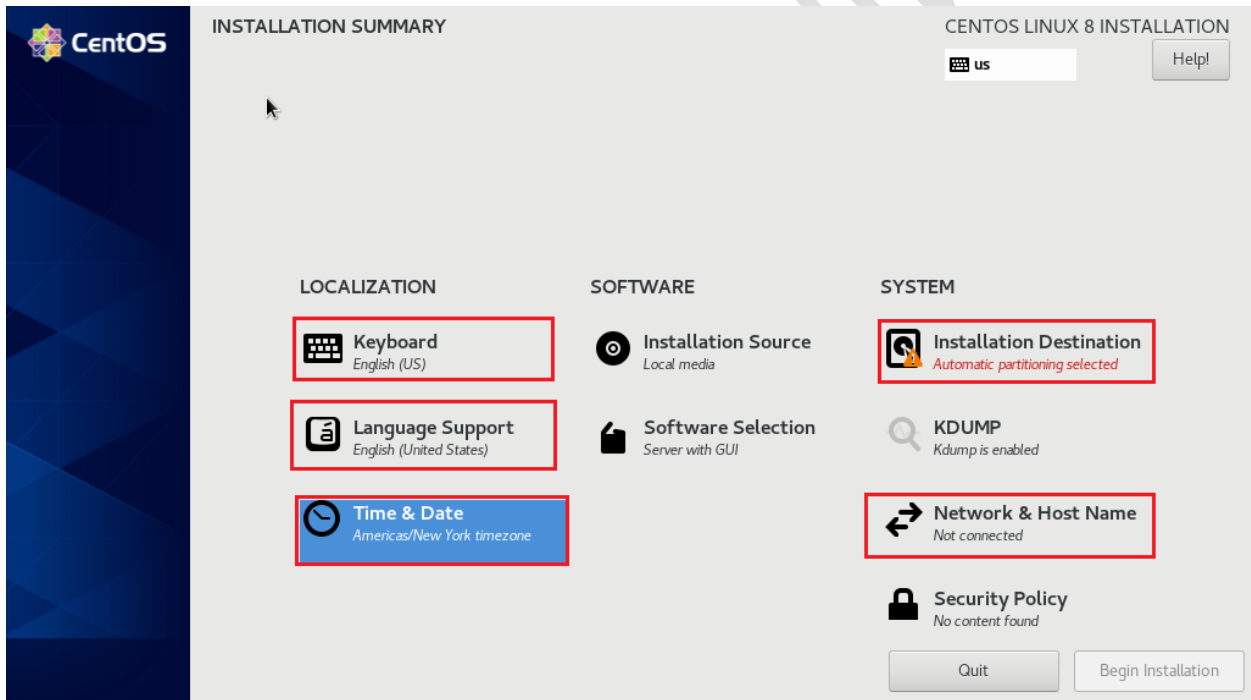 CentOS
INSTALLATION SUMMARY
CENTOS LINUX 8 INSTALLATION
us
Help!
LOCALIZATION
Keyboard
English (US)
Language Support
English (United States)
Time & Date
Americas/New York timezone
SOFTWARE
Installation Source
Local media
Software Selection
Server with GUI
SYSTEM
Installation Destination
Automatic partitioning selected
KDUMP
Kdump is enabled
Network & Host Name
Not connected
Security Policy
No content found
Quit
Begin Installation